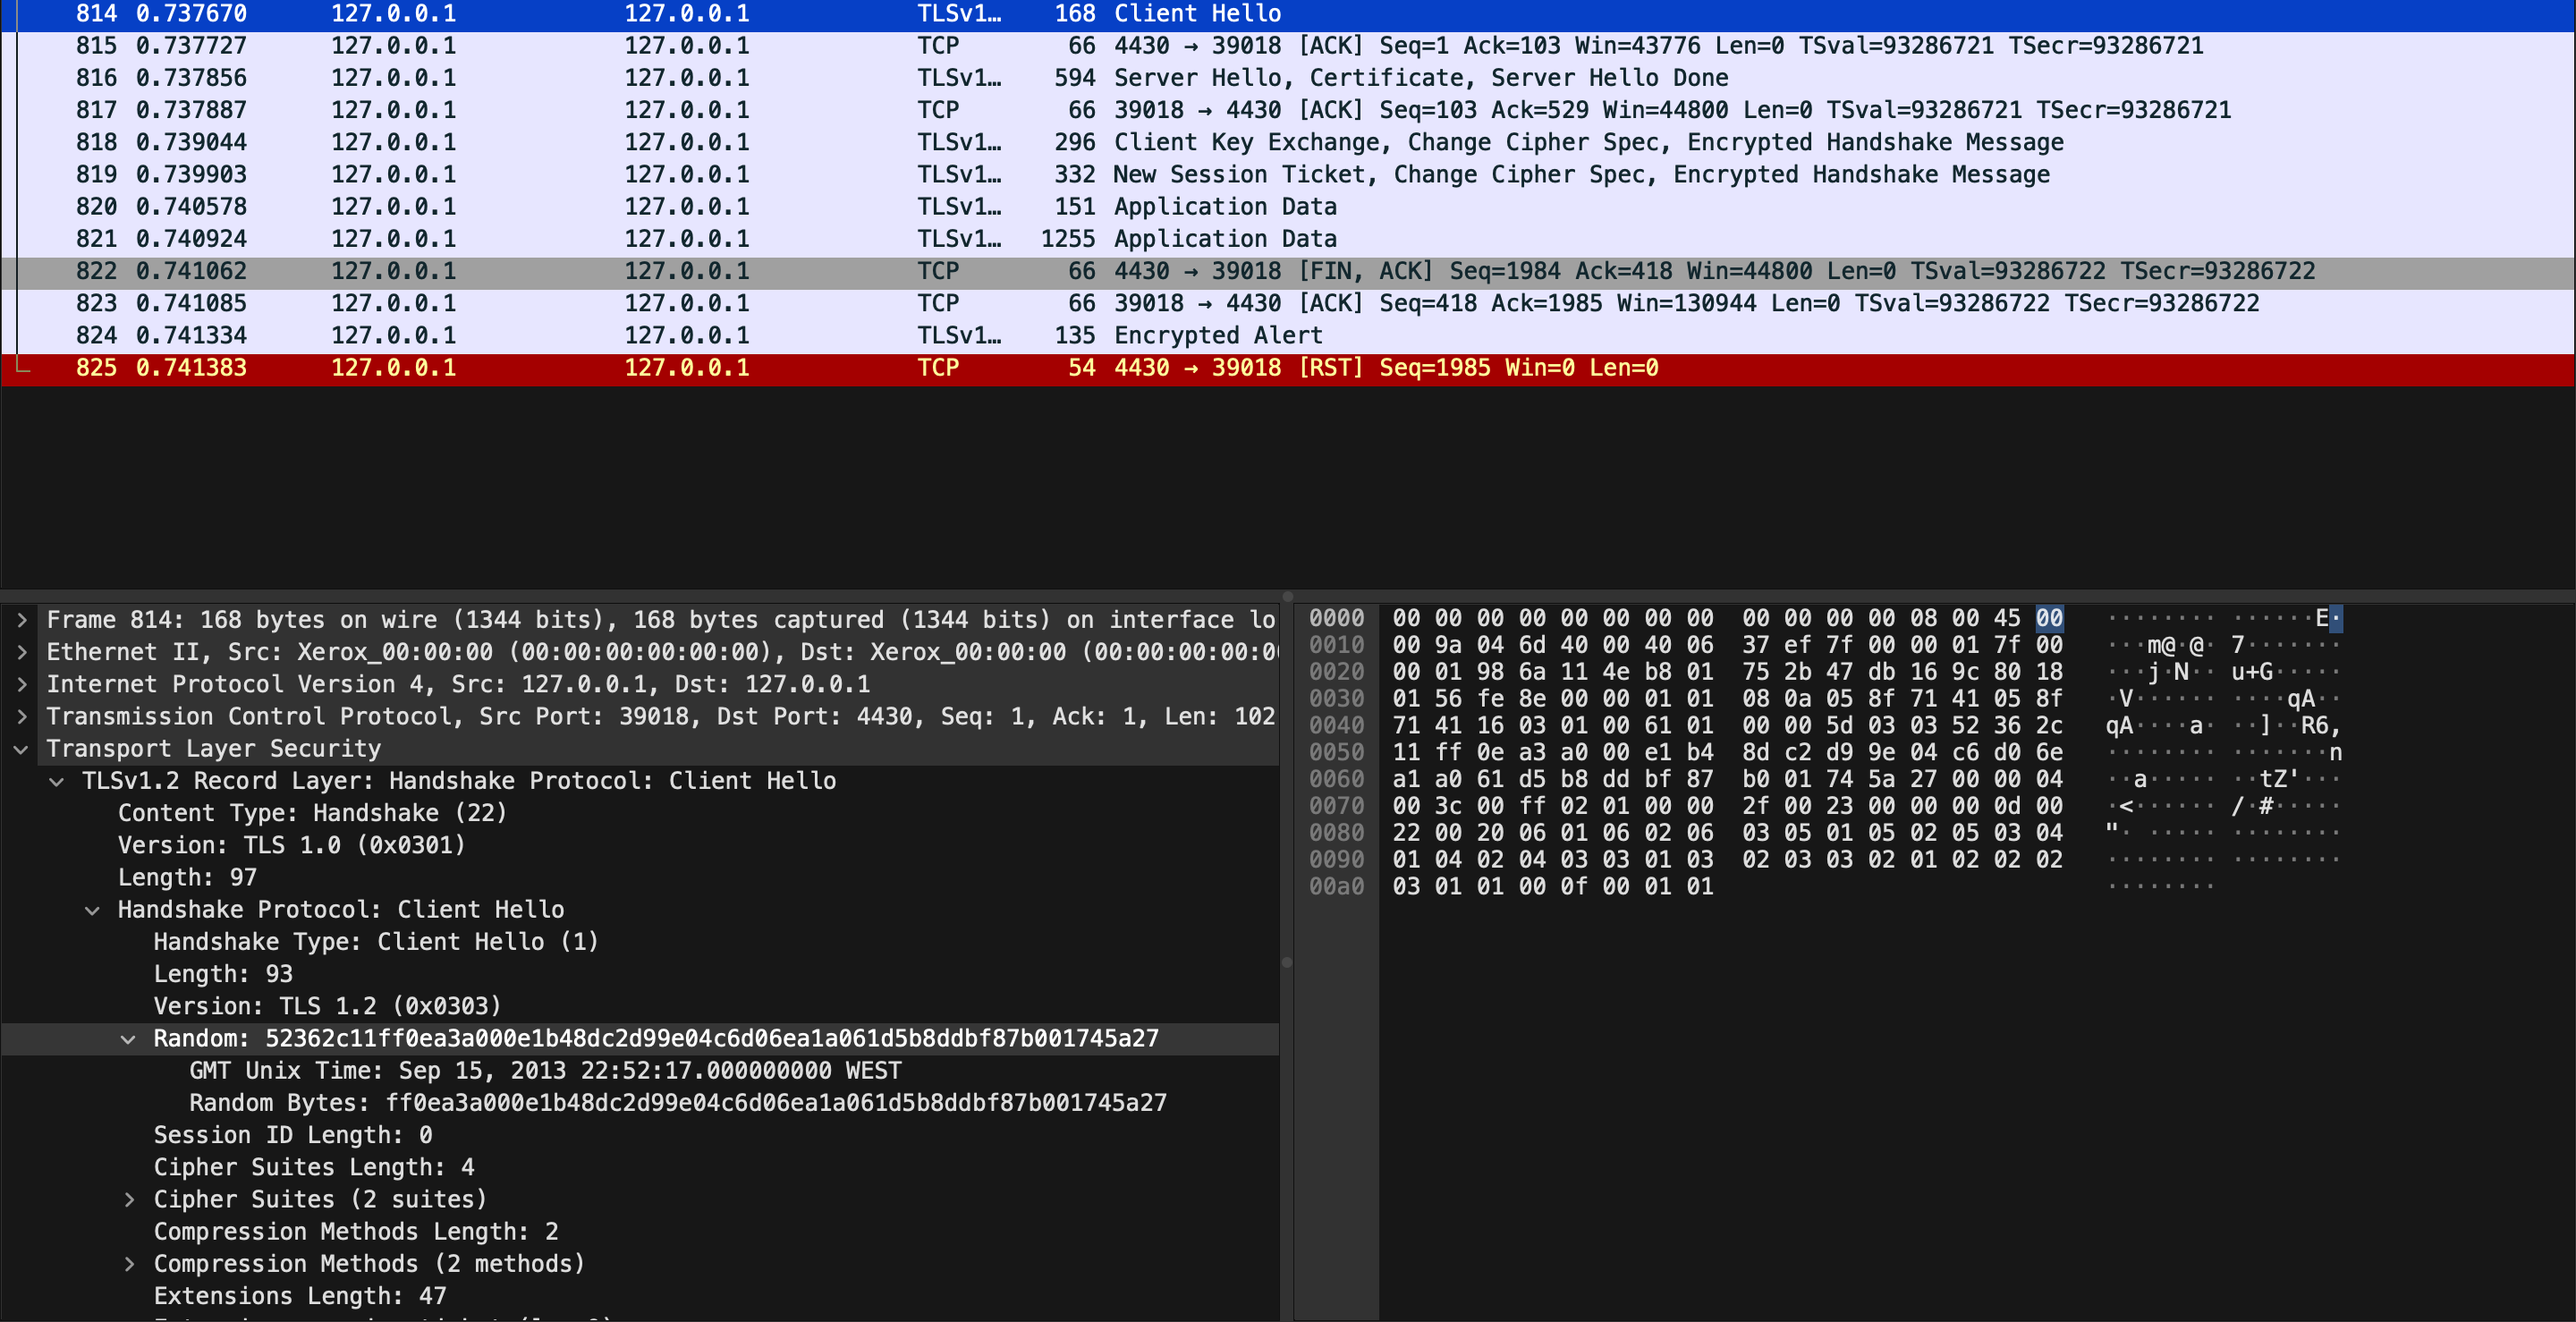 814 0.737670 127.0.0.1 127.0.0.1 TLSv1… 168 Client Hello
815 0.737727 127.0.0.1 127.0.0.1 TCP 66 4430 → 39018 [ACK] Seq=1 Ack=103 Win=43776 Len=0 TSval=93286721 TSecr=93286721
816 0.737856 127.0.0.1 127.0.0.1 TLSv1… 594 Server Hello, Certificate, Server Hello Done
817 0.737887 127.0.0.1 127.0.0.1 TCP 66 39018 → 4430 [ACK] Seq=103 Ack=529 Win=44800 Len=0 TSval=93286721 TSecr=93286721
818 0.739044 127.0.0.1 127.0.0.1 TLSv1… 296 Client Key Exchange, Change Cipher Spec, Encrypted Handshake Message
819 0.739903 127.0.0.1 127.0.0.1 TLSv1… 332 New Session Ticket, Change Cipher Spec, Encrypted Handshake Message
820 0.740578 127.0.0.1 127.0.0.1 TLSv1… 151 Application Data
821 0.740924 127.0.0.1 127.0.0.1 TLSv1… 1255 Application Data
822 0.741062 127.0.0.1 127.0.0.1 TCP 66 4430 → 39018 [FIN, ACK] Seq=1984 Ack=418 Win=44800 Len=0 TSval=93286722 TSecr=93286722
823 0.741085 127.0.0.1 127.0.0.1 TCP 66 39018 → 4430 [ACK] Seq=418 Ack=1985 Win=130944 Len=0 TSval=93286722 TSecr=93286722
824 0.741334 127.0.0.1 127.0.0.1 TLSv1… 135 Encrypted Alert
825 0.741383 127.0.0.1 127.0.0.1 TCP 54 4430 → 39018 [RST] Seq=1985 Win=0 Len=0
Frame 814: 168 bytes on wire (1344 bits), 168 bytes captured (1344 bits) on interface lo
Ethernet II, Src: Xerox_00:00:00 (00:00:00:00:00:00), Dst: Xerox_00:00:00 (00:00:00:00:0
Internet Protocol Version 4, Src: 127.0.0.1, Dst: 127.0.0.1
Transmission Control Protocol, Src Port: 39018, Dst Port: 4430, Seq: 1, Ack: 1, Len: 102
Transport Layer Security
TLSv1.2 Record Layer: Handshake Protocol: Client Hello
Content Type: Handshake (22)
Version: TLS 1.0 (0x0301)
Length: 97
Handshake Protocol: Client Hello
Handshake Type: Client Hello (1)
Length: 93
Version: TLS 1.2 (0x0303)
Random: 52362c11ff0ea3a000e1b48dc2d99e04c6d06ea1a061d5b8ddbf87b001745a27
GMT Unix Time: Sep 15, 2013 22:52:17.000000000 WEST
Random Bytes: ff0ea3a000e1b48dc2d99e04c6d06ea1a061d5b8ddbf87b001745a27
Session ID Length: 0
Cipher Suites Length: 4
Cipher Suites (2 suites)
Compression Methods Length: 2
Compression Methods (2 methods)
Extensions Length: 47
0000 00 00 00 00 00 00 00 00 00 00 00 00 08 00 45 00 ········ ······E·
0010 00 9a 04 6d 40 00 40 06 37 ef 7f 00 00 01 7f 00 ···m@·@· 7·······
0020 00 01 98 6a 11 4e b8 01 75 2b 47 db 16 9c 80 18 ···j·N·· u+G·····
0030 01 56 fe 8e 00 00 01 01 08 0a 05 8f 71 41 05 8f ·V······ ····qA··
0040 71 41 16 03 01 00 61 01 00 00 5d 03 03 52 36 2c qA····a· ··]··R6,
0050 11 ff 0e a3 a0 00 e1 b4 8d c2 d9 9e 04 c6 d0 6e ········ ·······n
0060 a1 a0 61 d5 b8 dd bf 87 b0 01 74 5a 27 00 00 04 ··a····· ··tZ'···
0070 00 3c 00 ff 02 01 00 00 2f 00 23 00 00 00 0d 00 ·<······ /·#·····
0080 22 00 20 06 01 06 02 06 03 05 01 05 02 05 03 04 "· ····· ········
0090 01 04 02 04 03 03 01 03 02 03 03 02 01 02 02 02 ········ ········
00a0 03 01 01 00 0f 00 01 01 ········